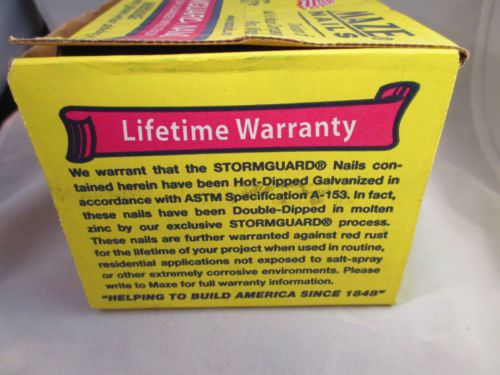 MAZE
NAILS
Lifetime Warranty
We warrant that the STORMGUARD® Nails con-
tained herein have been Hot-Dipped Galvanized in
accordance with ASTM Specification A-153. In fact,
these nails have been Double-Dipped in molten
zinc by our exclusive STORMGUARD® process.
These nails are further warranted against red rust
for the lifetime of your project when used in routine,
residential applications not exposed to salt-spray
or other extremely corrosive environments. Please
write to Maze for full warranty information.
"HELPING TO BUILD AMERICA SINCE 1848"